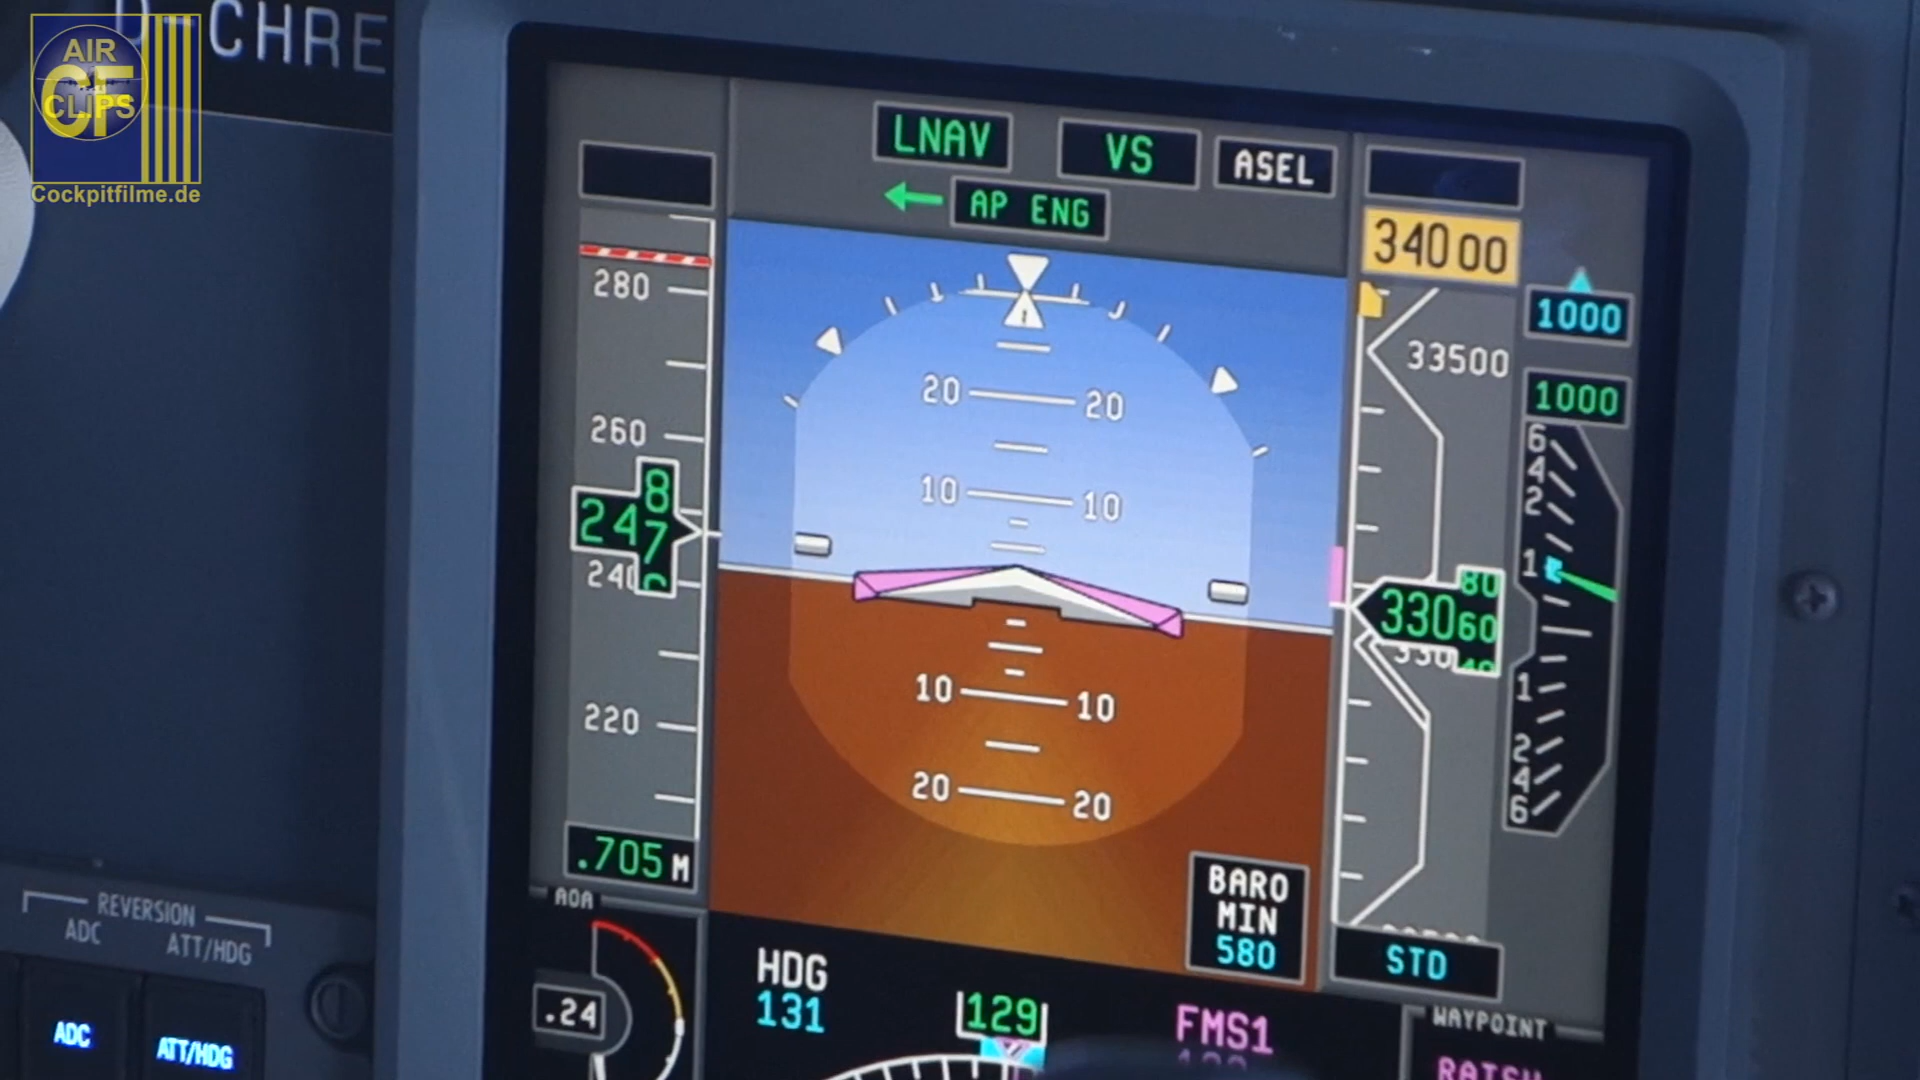 CHRE
AIR
CF
CLIPS
Cockpitfilme.de
LNAV
VS
ASEL
AP ENG
34000
280
260
247
8
240
220
.705 M
20 20
10 10
10 10
20 20
33500
33060
80
1000
1000
6
4
2
1
1
2
4
6
BARO
MIN
580
STD
AOA
.24
HDG
131
129
FMS1
WAYPOINT
REVERSION
ADC
ATT/HDG
ADC
ATT/HDG